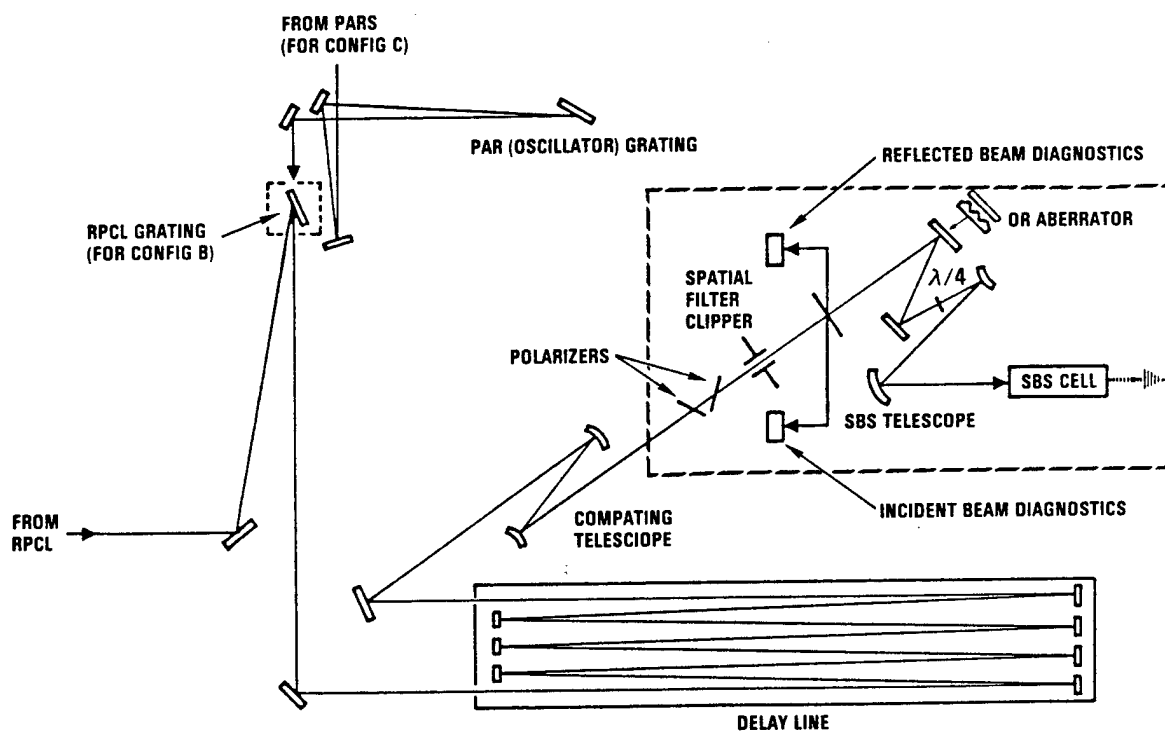 FROM PARS
(FOR CONFIG C)
PAR (OSCILLATOR) GRATING
REFLECTED BEAM DIAGNOSTICS
RPCL GRATING
(FOR CONFIG B)
OR ABERRATOR
SPATIAL
FILTER
CLIPPER
λ/4
POLARIZERS
SBS CELL
SBS TELESCOPE
INCIDENT BEAM DIAGNOSTICS
COMPATING
TELESCIOPE
FROM
RPCL
DELAY LINE